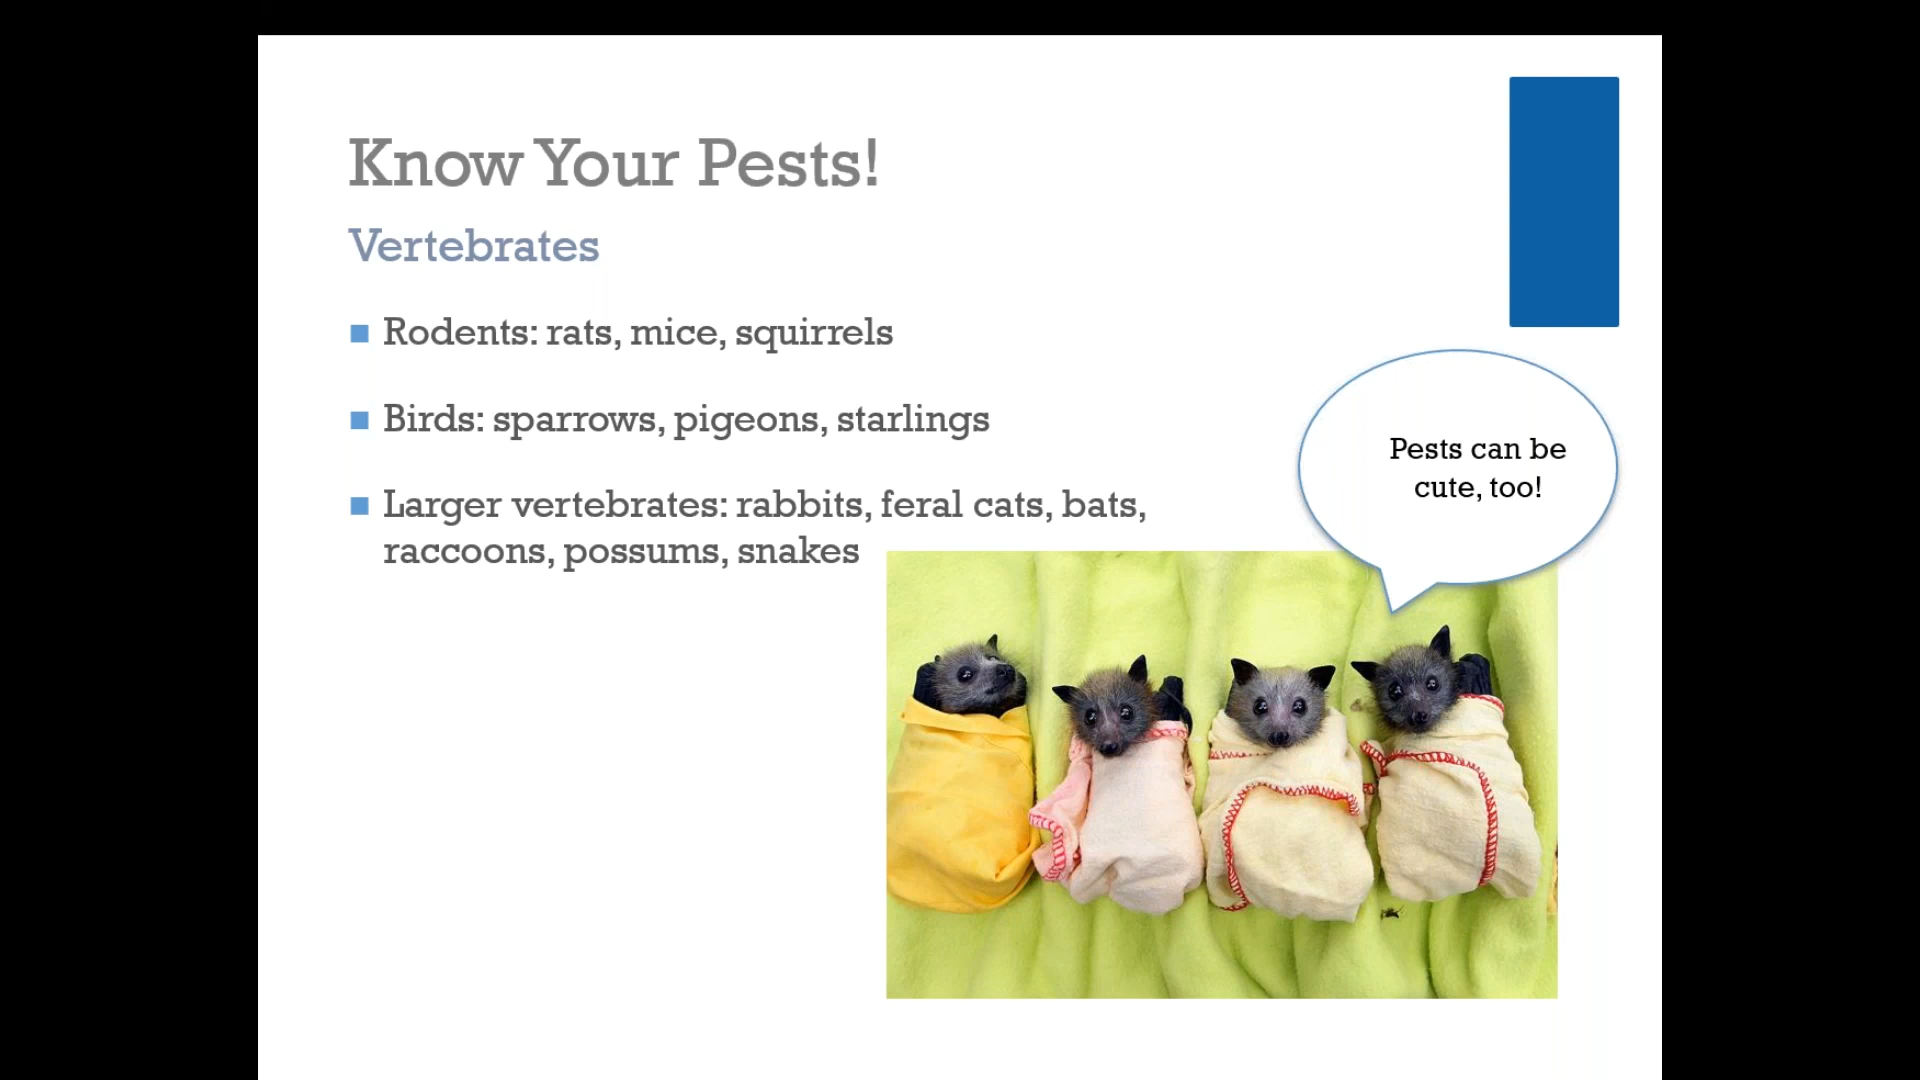 Know Your Pests!
Vertebrates
Rodents: rats, mice, squirrels
Birds: sparrows, pigeons, starlings
Larger vertebrates: rabbits, feral cats, bats,
raccoons, possums, snakes
Pests can be
cute, too!